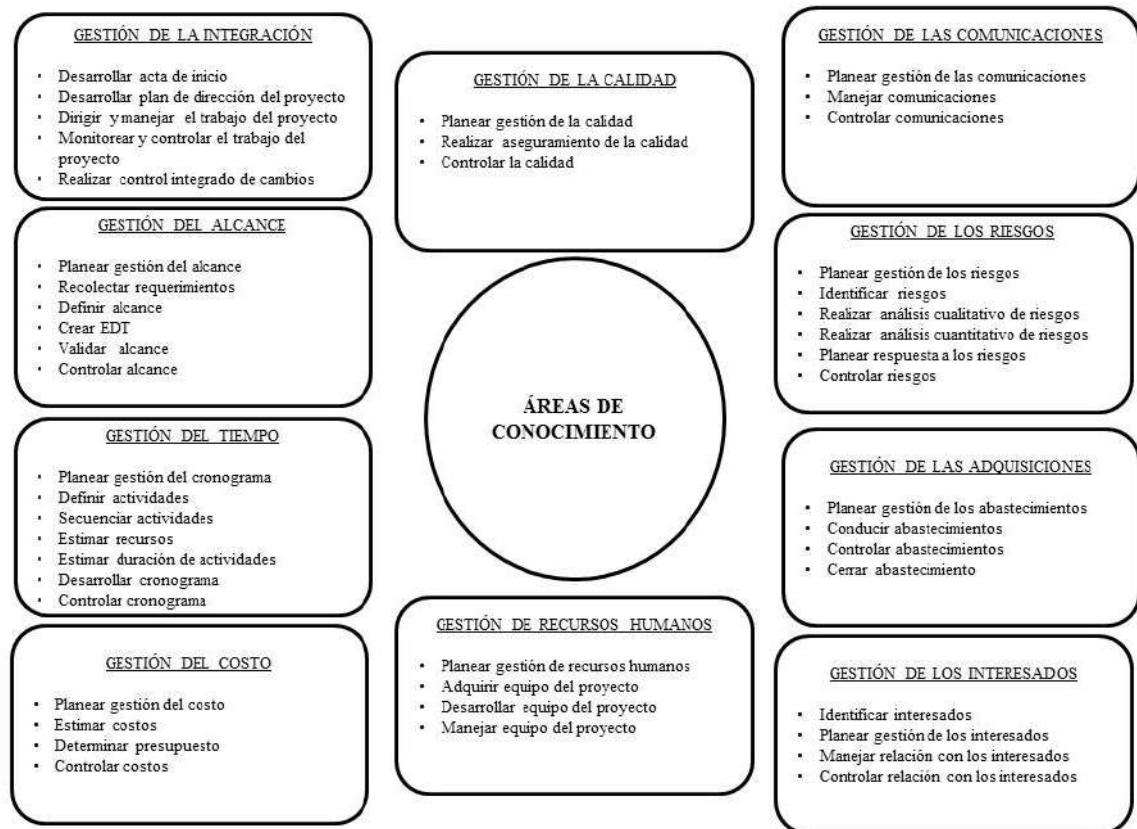 GESTIÓN DE LA INTEGRACIÓN
• Desarrollar acta de inicio
• Desarrollar plan de dirección del proyecto
• Dirigir y manejar el trabajo del proyecto
• Monitorear y controlar el trabajo del
proyecto
• Realizar control integrado de cambios
GESTIÓN DEL ALCANCE
• Planear gestión del alcance
• Recolectar requerimientos
• Definir alcance
• Crear EDT
• Validar alcance
• Controlar alcance
GESTIÓN DEL TIEMPO
• Planear gestión del cronograma
• Definir actividades
• Secuenciar actividades
• Estimar recursos
• Estimar duración de actividades
• Desarrollar cronograma
• Controlar cronograma
GESTIÓN DEL COSTO
• Planear gestión del costo
• Estimar costos
• Determinar presupuesto
• Controlar costos
GESTIÓN DE LA CALIDAD
• Planear gestión de la calidad
• Realizar aseguramiento de la calidad
• Controlar la calidad
ÁREAS DE
CONOCIMIENTO
GESTIÓN DE RECURSOS HUMANOS
• Planear gestión de recursos humanos
• Adquirir equipo del proyecto
• Desarrollar equipo del proyecto
• Manejar equipo del proyecto
GESTIÓN DE LAS COMUNICACIONES
• Planear gestión de las comunicaciones
• Manejar comunicaciones
• Controlar comunicaciones
GESTIÓN DE LOS RIESGOS
• Planear gestión de los riesgos
• Identificar riesgos
• Realizar análisis cualitativo de riesgos
• Realizar análisis cuantitativo de riesgos
• Planear respuesta a los riesgos
• Controlar riesgos
GESTIÓN DE LAS ADQUISICIONES
• Planear gestión de los abastecimientos
• Conducir abastecimientos
• Controlar abastecimientos
• Cerrar abastecimiento
GESTIÓN DE LOS INTERESADOS
• Identificar interesados
• Planear gestión de los interesados
• Manejar relación con los interesados
• Controlar relación con los interesados